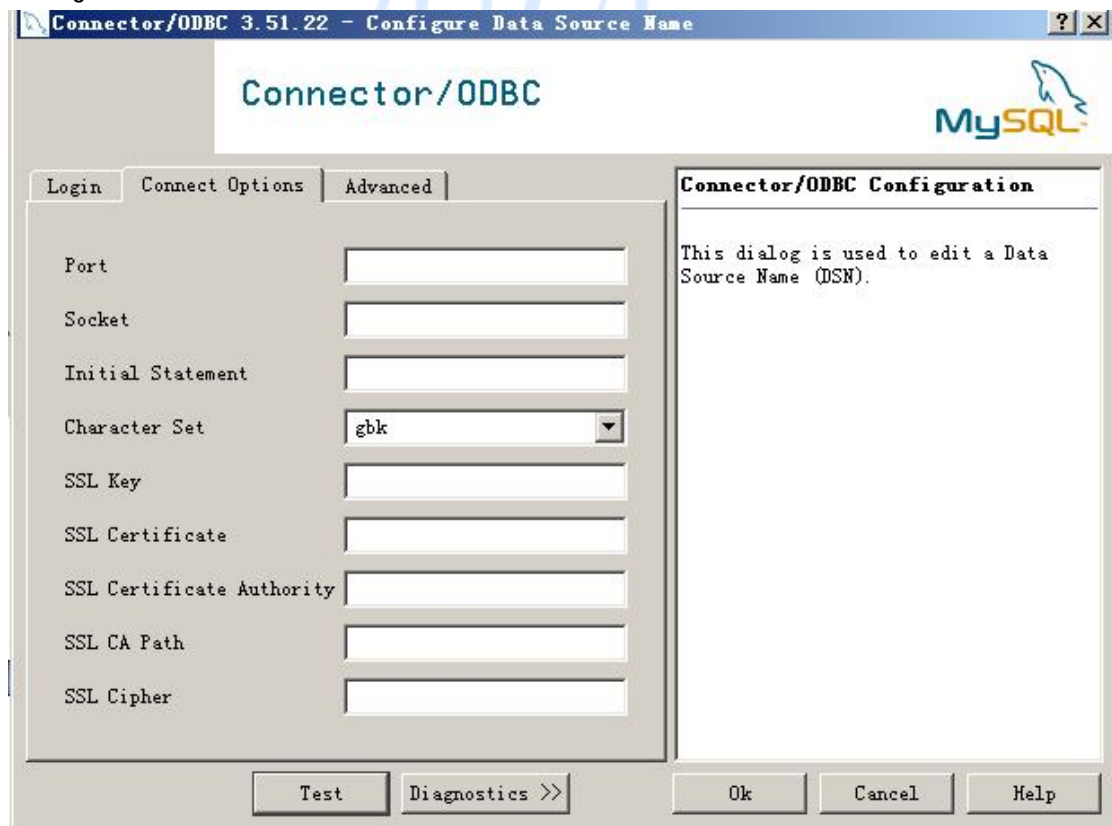 Connector/ODBC 3.51.22 - Configure Data Source Name
Connector/ODBC
MySQL
Login
Connect Options
Advanced
Port
Socket
Initial Statement
Character Set
gbk
SSL Key
SSL Certificate
SSL Certificate Authority
SSL CA Path
SSL Cipher
Connector/ODBC Configuration
This dialog is used to edit a Data
Source Name (DSN).
Test
Diagnostics >>
Ok
Cancel
Help